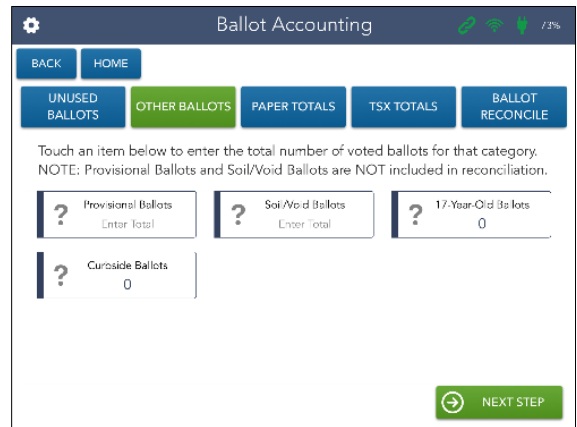 Ballot Accounting
73%
BACK
HOME
UNUSED
BALLOTS
OTHER BALLOTS
PAPER TOTALS
TSX TOTALS
BALLOT
RECONCILE
Touch an item below to enter the total number of voted ballots for that category.
NOTE: Provisional Ballots and Soil/Void Ballots are NOT included in reconciliation.
Provisional Ballots
?
Enter Total
Soil/Void Ballots
?
Enter Total
17-Year-Old Ballots
?
0
Curbside Ballots
?
0
NEXT STEP